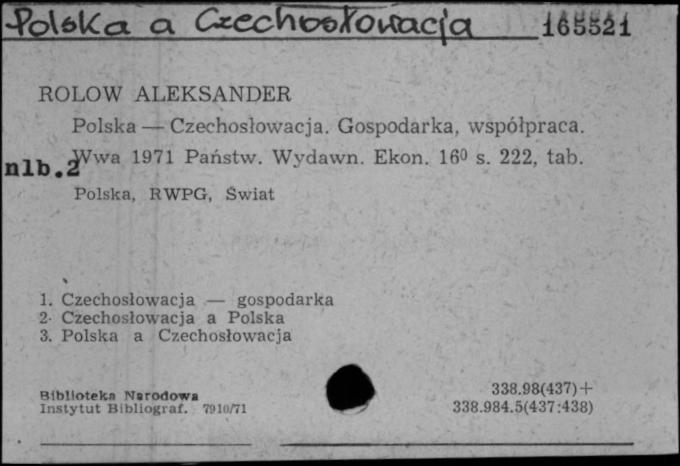 Polska a Czechosłowacja 165521
ROLOW ALEKSANDER
Polska — Czechosłowacja. Gospodarka, współpraca.
Wwa 1971 Państw. Wydawn. Ekon. 16⁰ s. 222, tab.
nlb.2
Polska, RWPG, Świat
1. Czechosłowacja — gospodarka
2. Czechosłowacja a Polska
3. Polska a Czechosłowacja
Biblioteka Narodowa
Instytut Bibliograf. 7910/71
338.98(437)+
338.984.5(437:438)